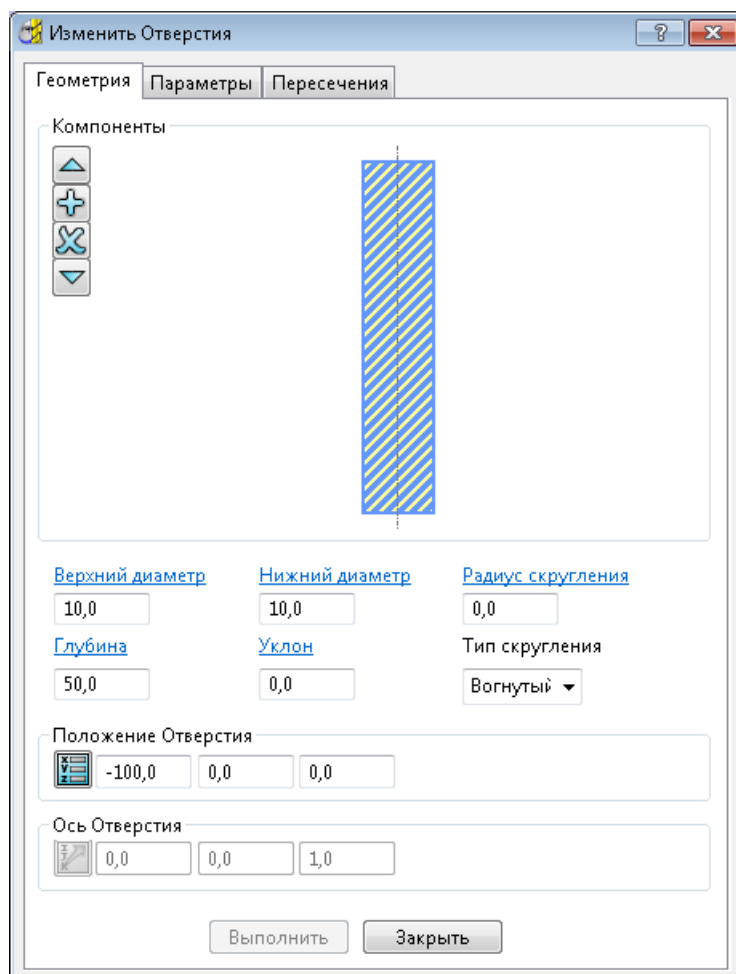 Изменить Отверстия
Геометрия Параметры Пересечения
Компоненты
Верхний диаметр Нижний диаметр Радиус скругления
10,0 10,0 0,0
Глубина Уклон Тип скругления
50,0 0,0 Вогнутый
Положение Отверстия
X Y Z -100,0 0,0 0,0
Ось Отверстия
I J K 0,0 0,0 1,0
Выполнить Закрыть